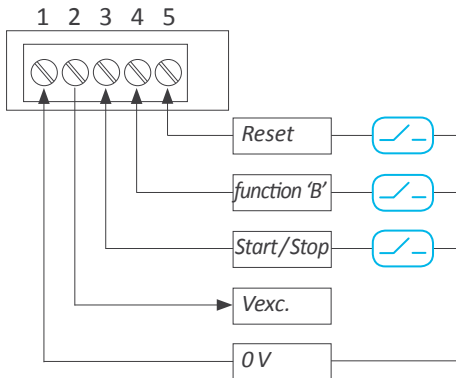 1 2 3 4 5
Reset
function ‘B’
Start/Stop
Vexc.
0 V